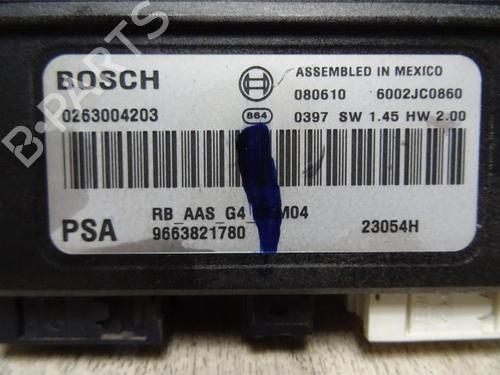 BOSCH
ASSEMBLED IN MEXICO
080610 6002JC0860
0263004203
864
0397 SW 1.45 HW 2.00
RB_AAS_G4 M04
PSA
9663821780
23054H
B-PARTS